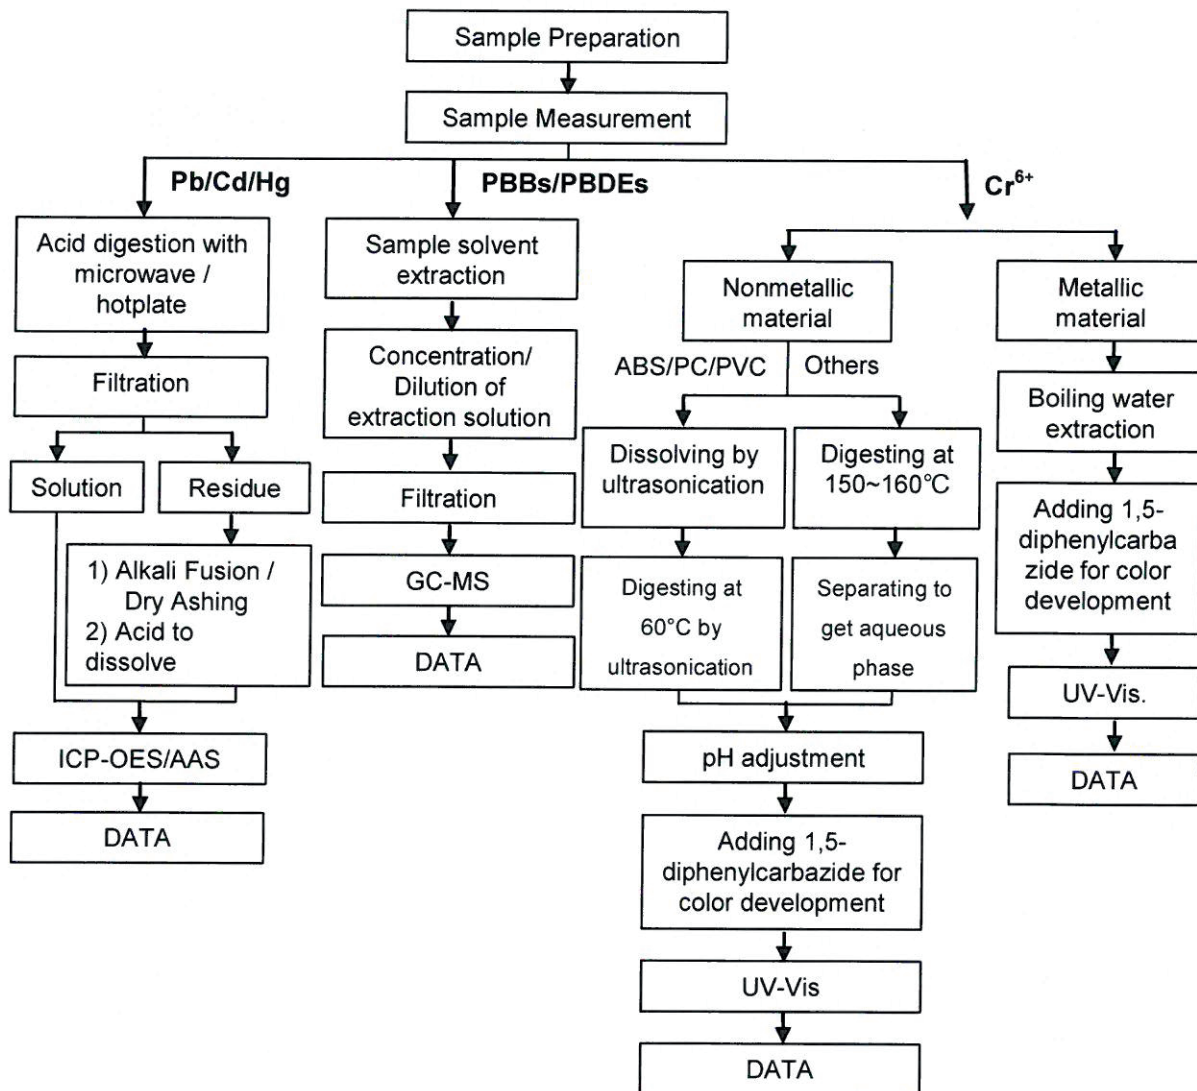 Sample Preparation
Sample Measurement
Pb/Cd/Hg
PBBs/PBDEs
Cr⁶⁺
Acid digestion with
microwave /
hotplate
Filtration
Solution
Residue
1) Alkali Fusion /
Dry Ashing
2) Acid to
dissolve
ICP-OES/AAS
DATA
Sample solvent
extraction
Concentration/
Dilution of
extraction solution
Filtration
GC-MS
DATA
Nonmetallic
material
ABS/PC/PVC
Others
Dissolving by
ultrasonication
Digesting at
60°C by
ultrasonication
Digesting at
150~160℃
Separating to
get aqueous
phase
pH adjustment
Adding 1,5-
diphenylcarbazide for
color development
UV-Vis
DATA
Metallic
material
Boiling water
extraction
Adding 1,5-
diphenylcarba
zide for color
development
UV-Vis.
DATA